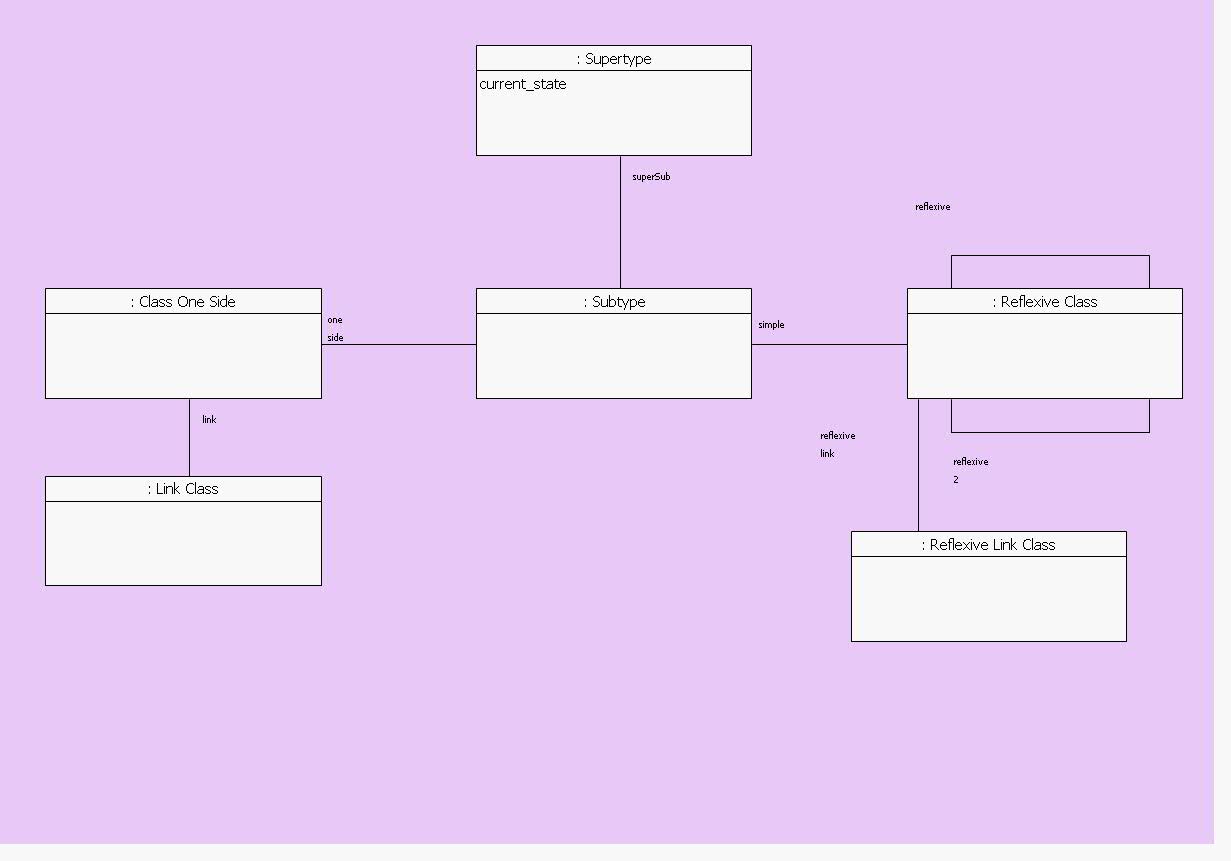 : Supertype
current_state
superSub
reflexive
: Class One Side
: Subtype
: Reflexive Class
one
side
simple
link
reflexive
link
reflexive
2
: Link Class
: Reflexive Link Class